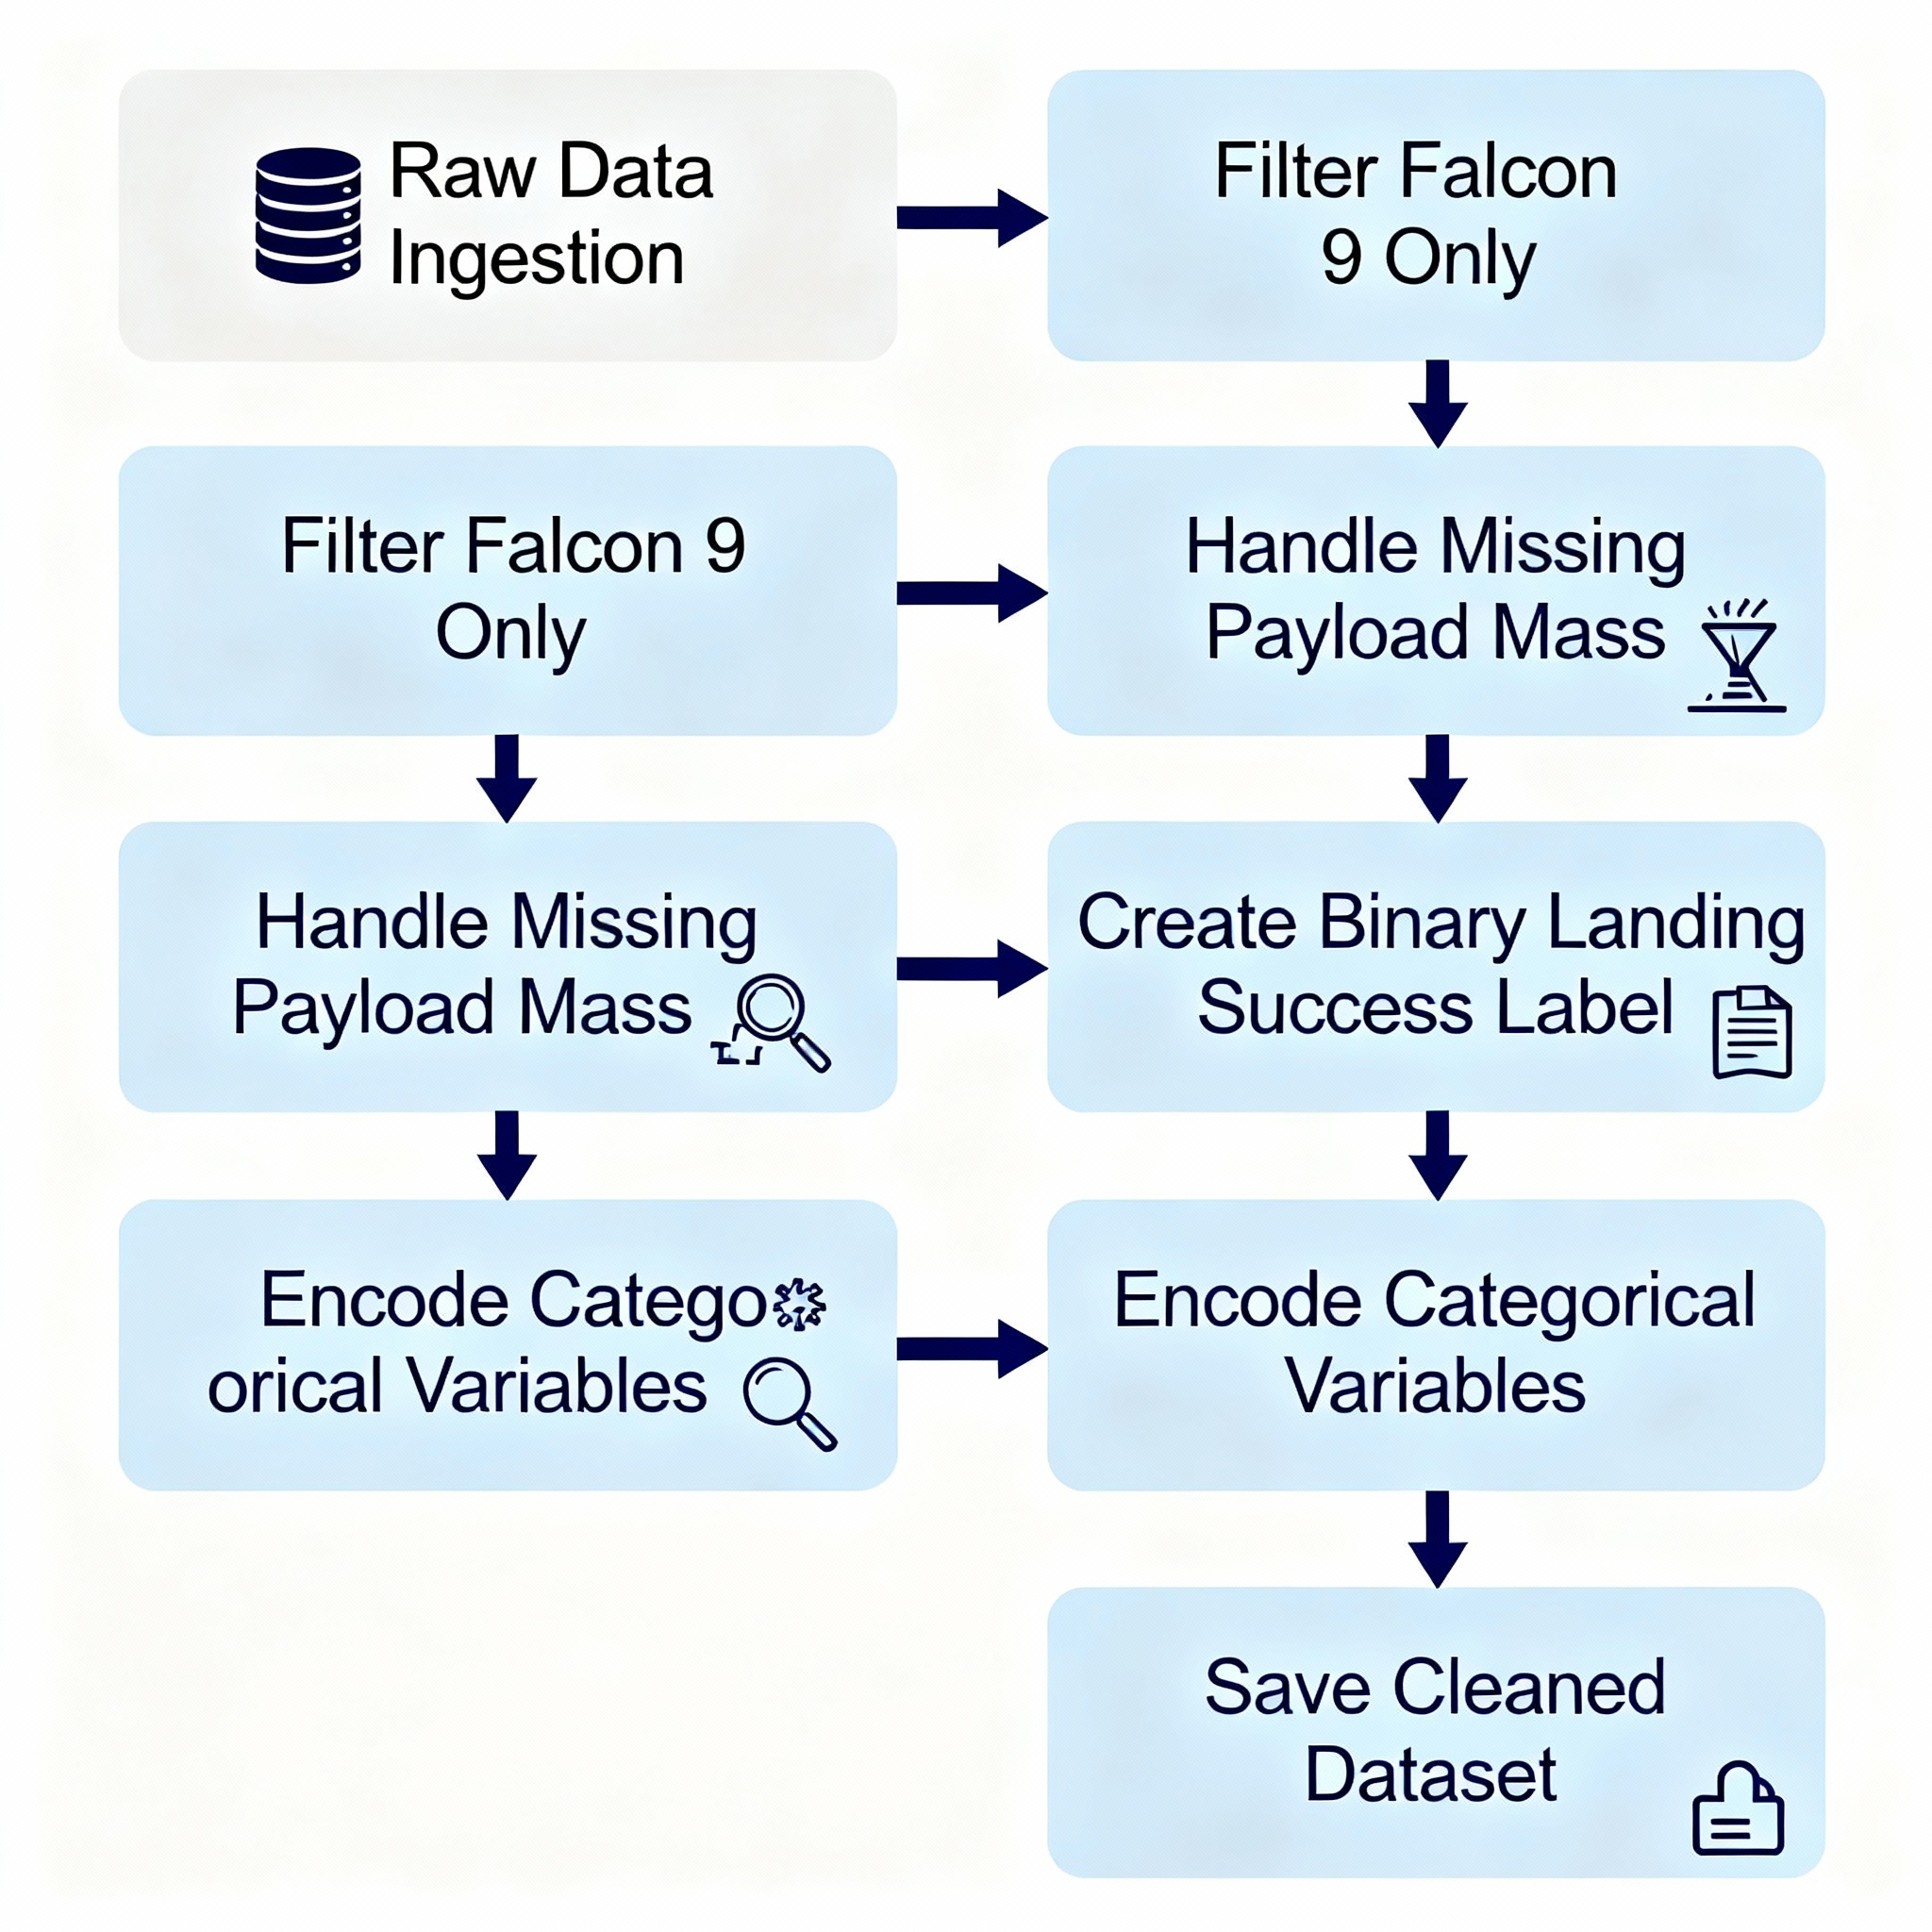 Raw Data
Ingestion
Filter Falcon
9 Only
Filter Falcon 9
Only
Handle Missing
Payload Mass
Handle Missing
Payload Mass
Create Binary Landing
Success Label
Encode Catego
orical Variables
Encode Categorical
Variables
Save Cleaned
Dataset